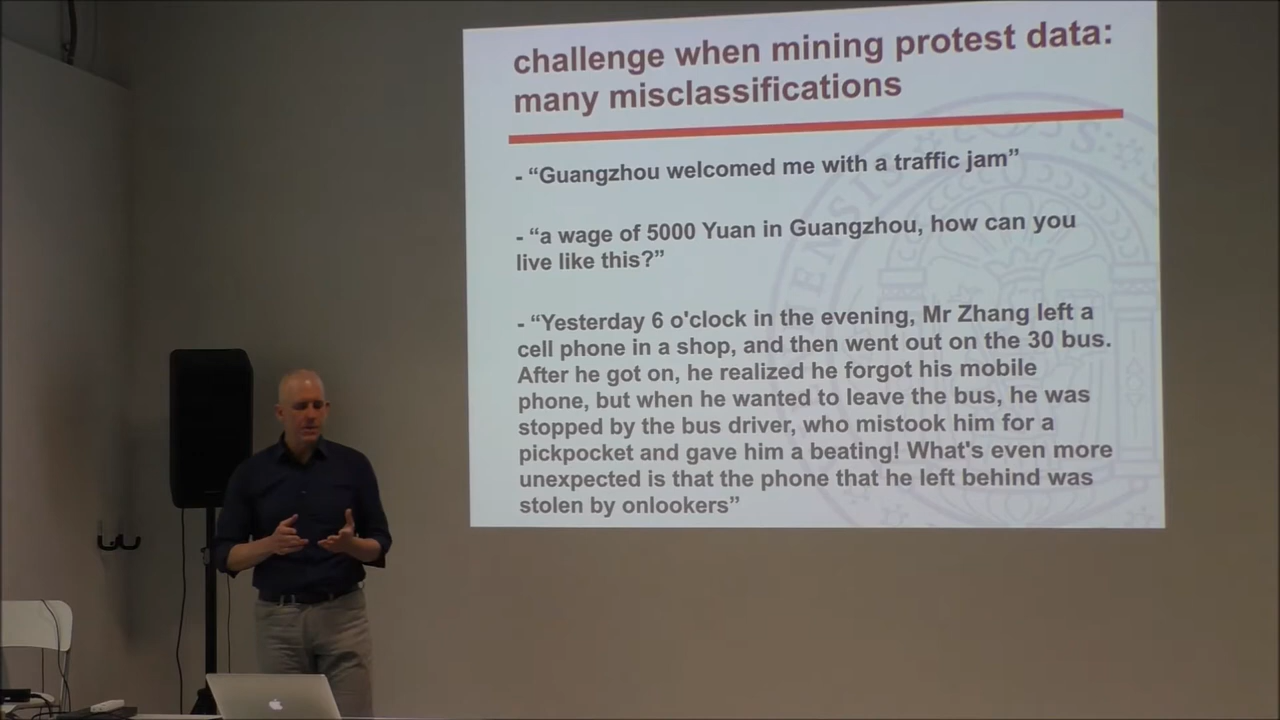 challenge when mining protest data:
many misclassifications
- “Guangzhou welcomed me with a traffic jam”
- “a wage of 5000 Yuan in Guangzhou, how can you
live like this?”
- “Yesterday 6 o'clock in the evening, Mr Zhang left a
cell phone in a shop, and then went out on the 30 bus.
After he got on, he realized he forgot his mobile
phone, but when he wanted to leave the bus, he was
stopped by the bus driver, who mistook him for a
pickpocket and gave him a beating! What's even more
unexpected is that the phone that he left behind was
stolen by onlookers”